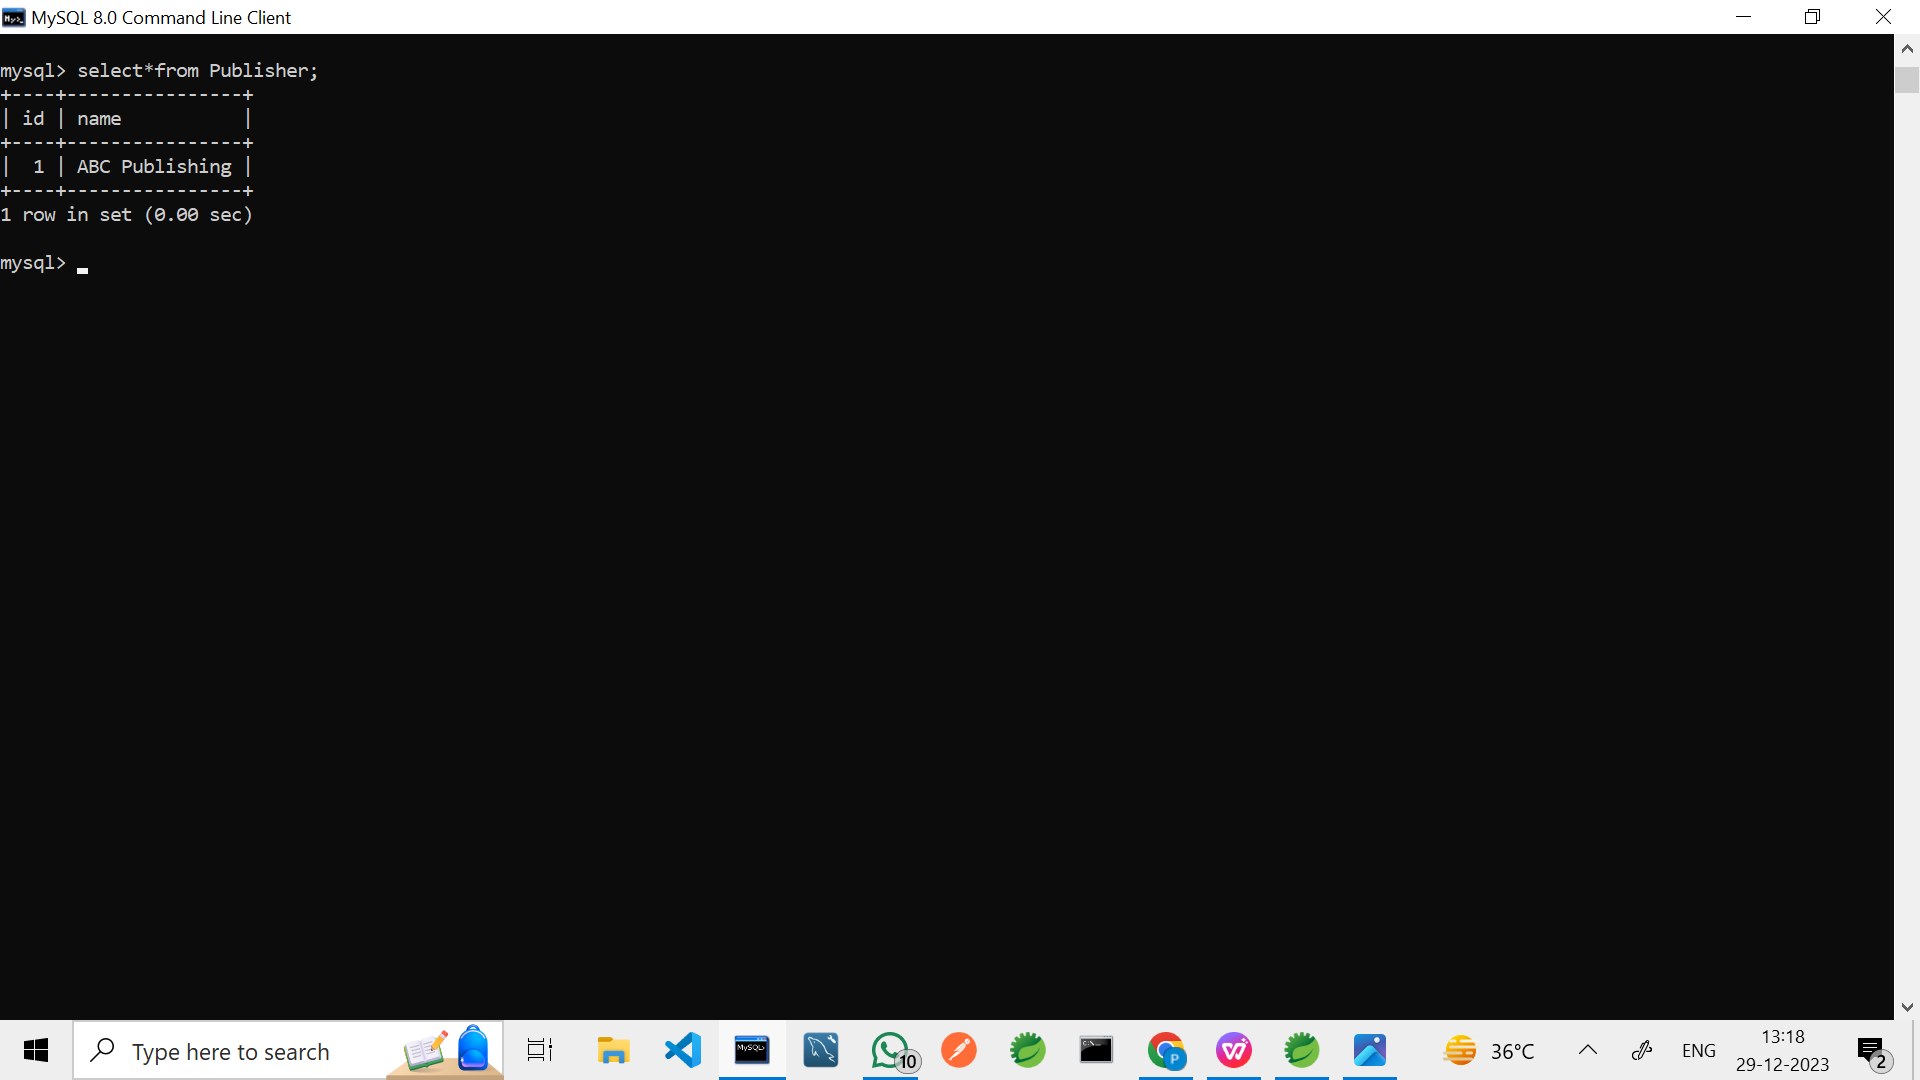 MySQL 8.0 Command Line Client
mysql> select*from Publisher;
+----+----------------+
| id | name           |
+----+----------------+
|  1 | ABC Publishing |
+----+----------------+
1 row in set (0.00 sec)
mysql>
Type here to search
MySQL>
C:\_
10
P
W
36°C
ENG
13:18
29-12-2023
2